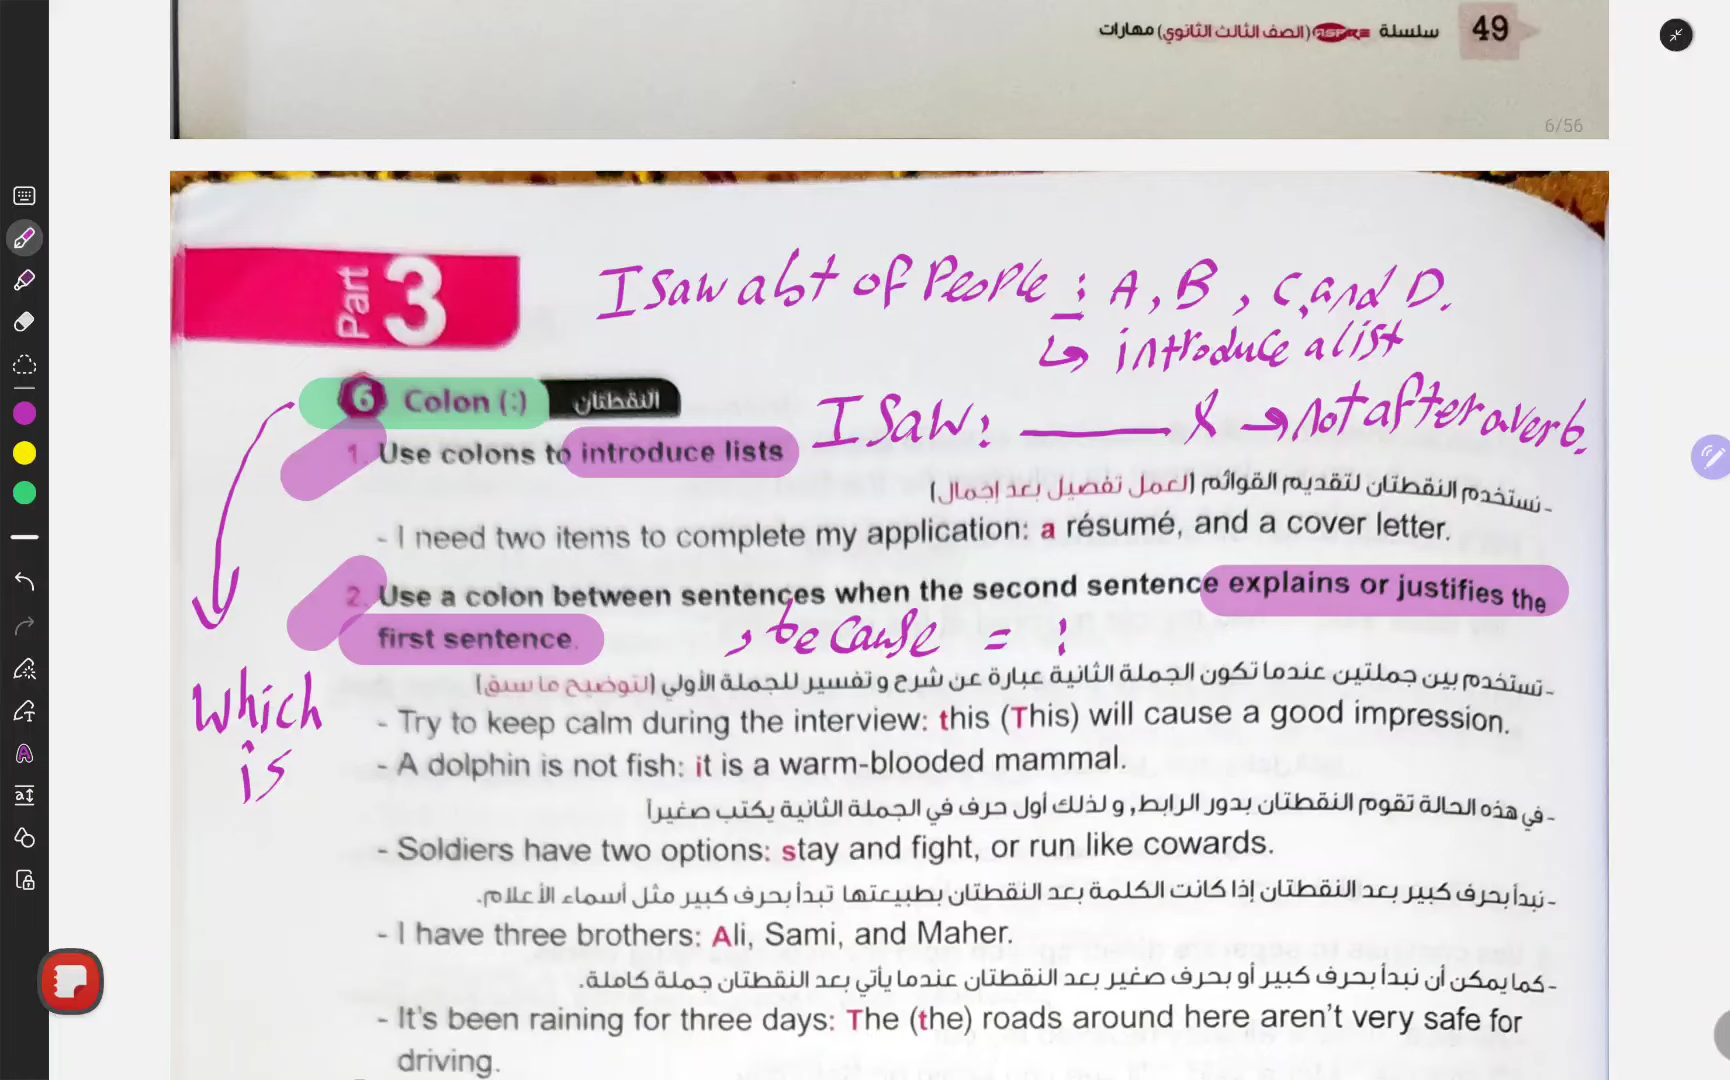 سلسلة ASPIRE (الصف الثالث الثانوي) مهارات 49
6/56
Part 3
I saw a lot of People : A, B, C, and D.
↳ introduce a list
6 Colon (:) النقطتان
I saw: ——— X → not after a verb.
1. Use colons to introduce lists
- نستخدم النقطتان لتقديم القوائم (لعمل تفصيل بعد إجمال)
- I need two items to complete my application: a résumé, and a cover letter.
2. Use a colon between sentences when the second sentence explains or justifies the
first sentence.
, because = :
- تستخدم بين جملتين عندما تكون الجملة الثانية عبارة عن شرح و تفسير للجملة الأولي (لتوضيح ما سبق)
which
is
- Try to keep calm during the interview: this (This) will cause a good impression.
- A dolphin is not fish: it is a warm-blooded mammal.
- في هذه الحالة تقوم النقطتان بدور الرابط, و لذلك أول حرف في الجملة الثانية يكتب صغيراً
- Soldiers have two options: stay and fight, or run like cowards.
- نبدأ بحرف كبير بعد النقطتان إذا كانت الكلمة بعد النقطتان بطبيعتها تبدأ بحرف كبير مثل أسماء الأعلام.
- I have three brothers: Ali, Sami, and Maher.
- كما يمكن أن نبدأ بحرف كبير أو بحرف صغير بعد النقطتان عندما يأتي بعد النقطتان جملة كاملة.
- It's been raining for three days: The (the) roads around here aren't very safe for
driving.